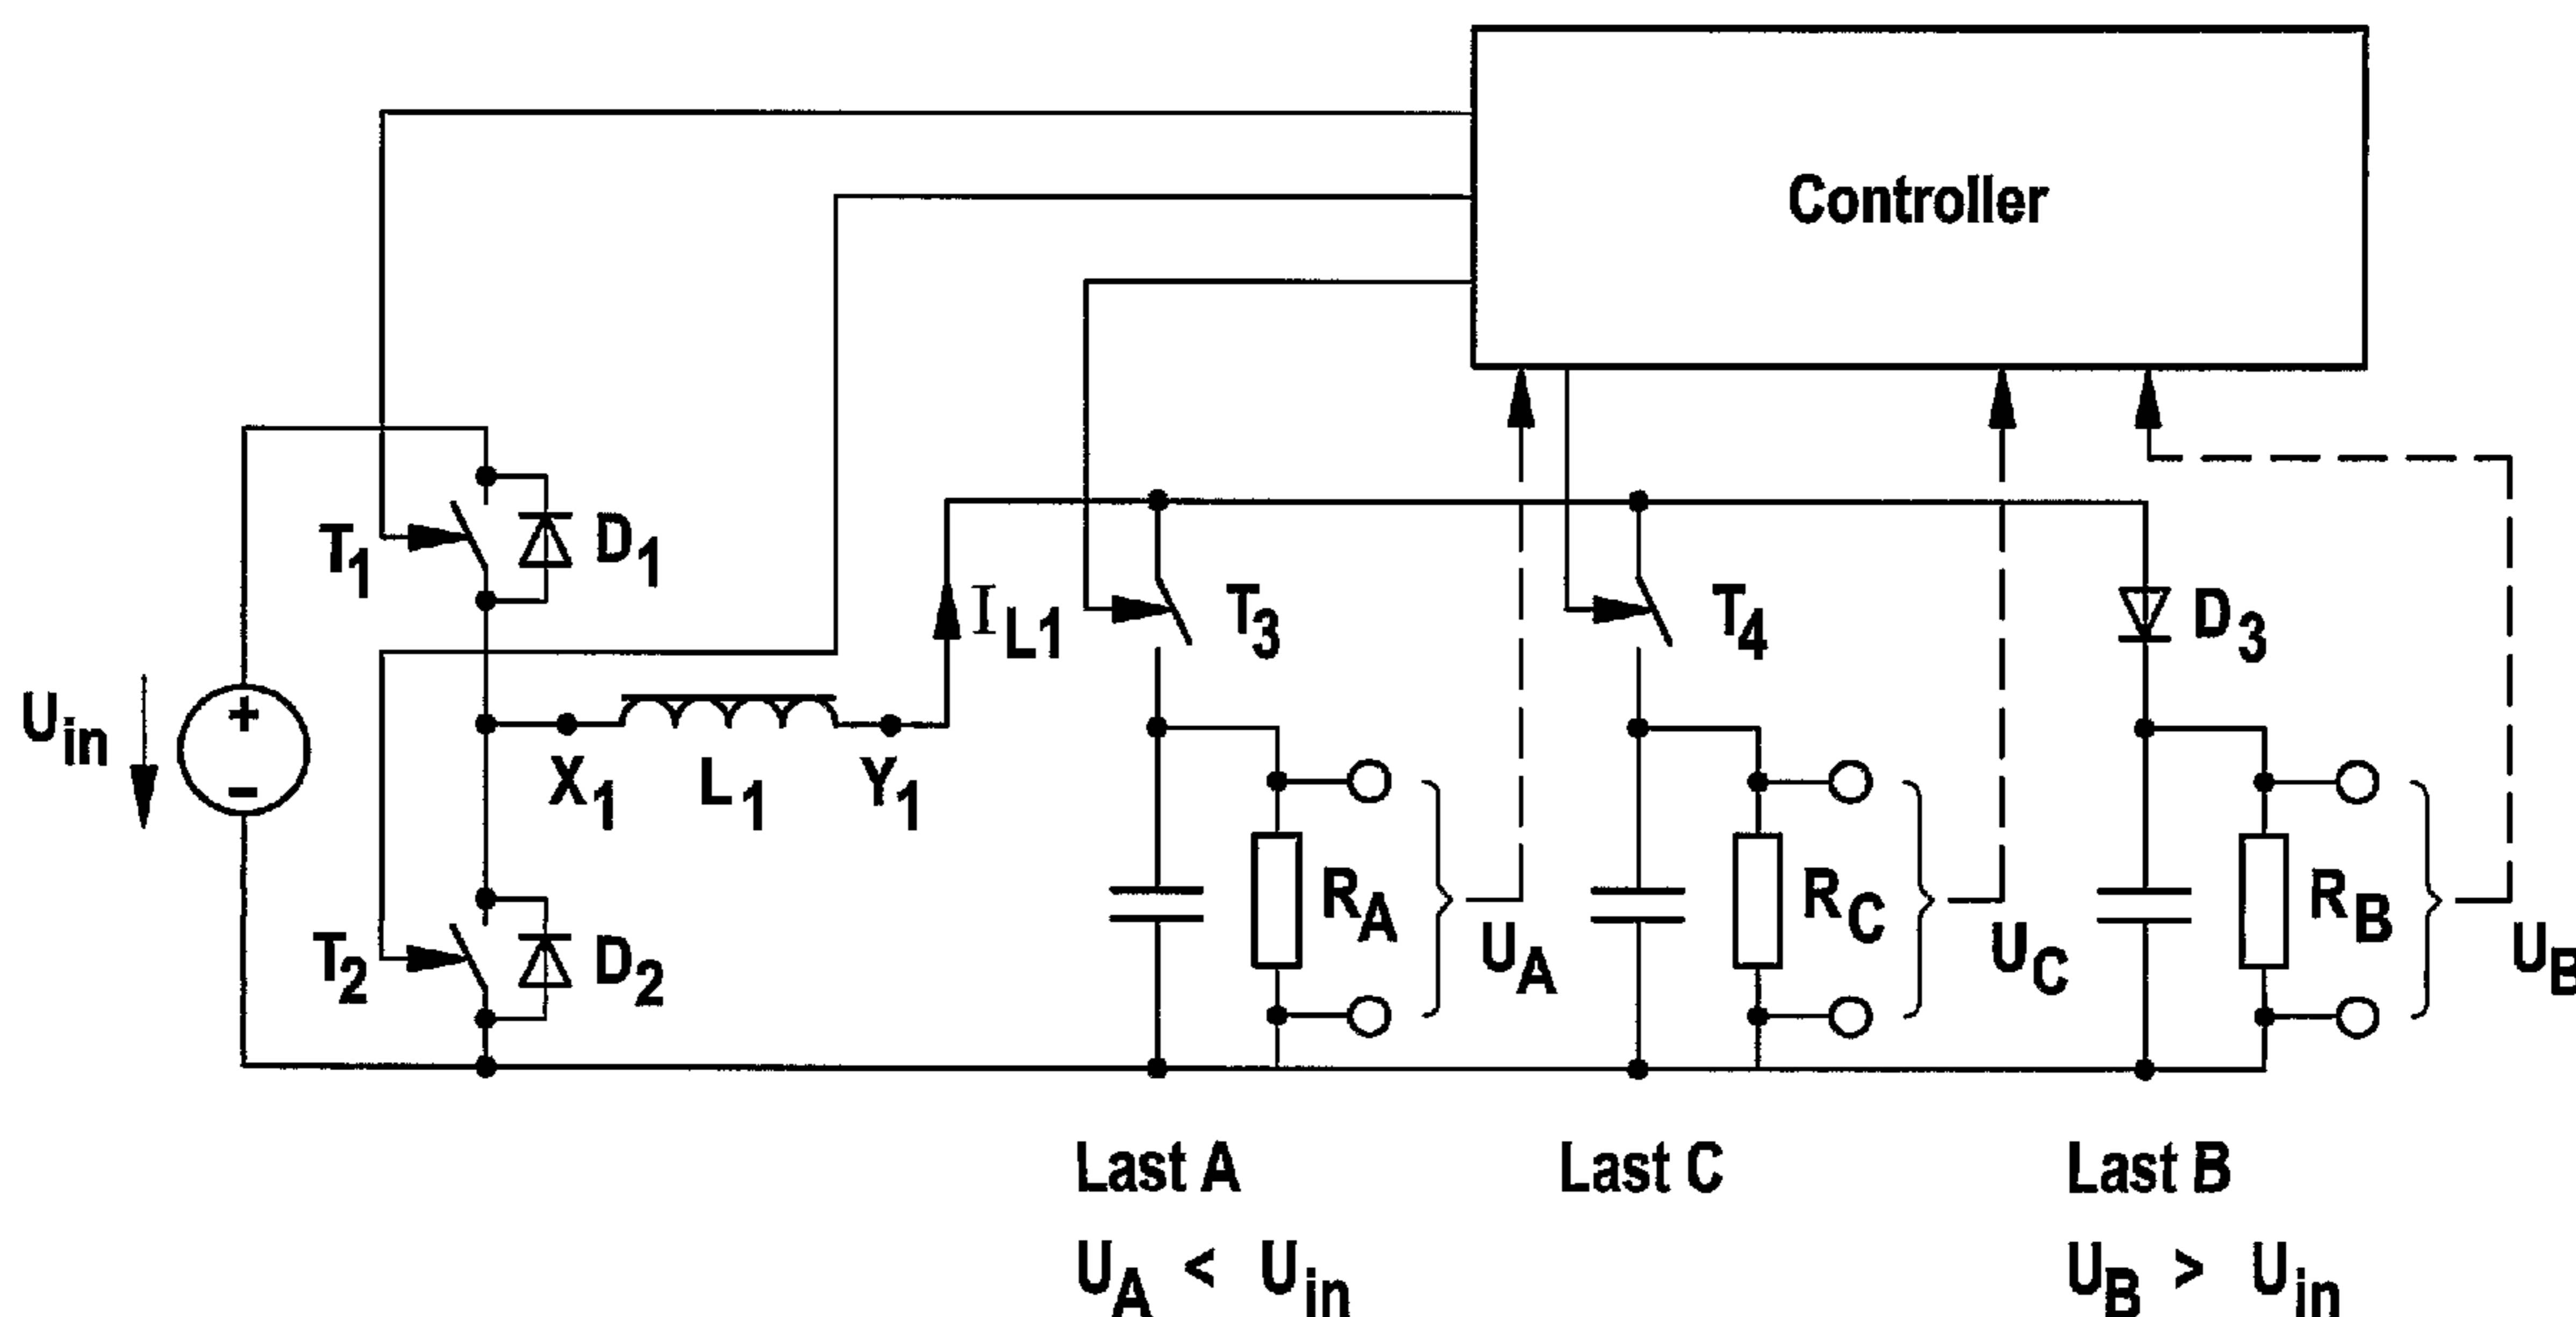 Controller
T1
D1
IL1
T3
T4
D3
Uin
+
−
X1
L1
Y1
T2
D2
RA
UA
RC
UC
RB
UB
Last A
Last C
Last B
UA < Uin
UB > Uin